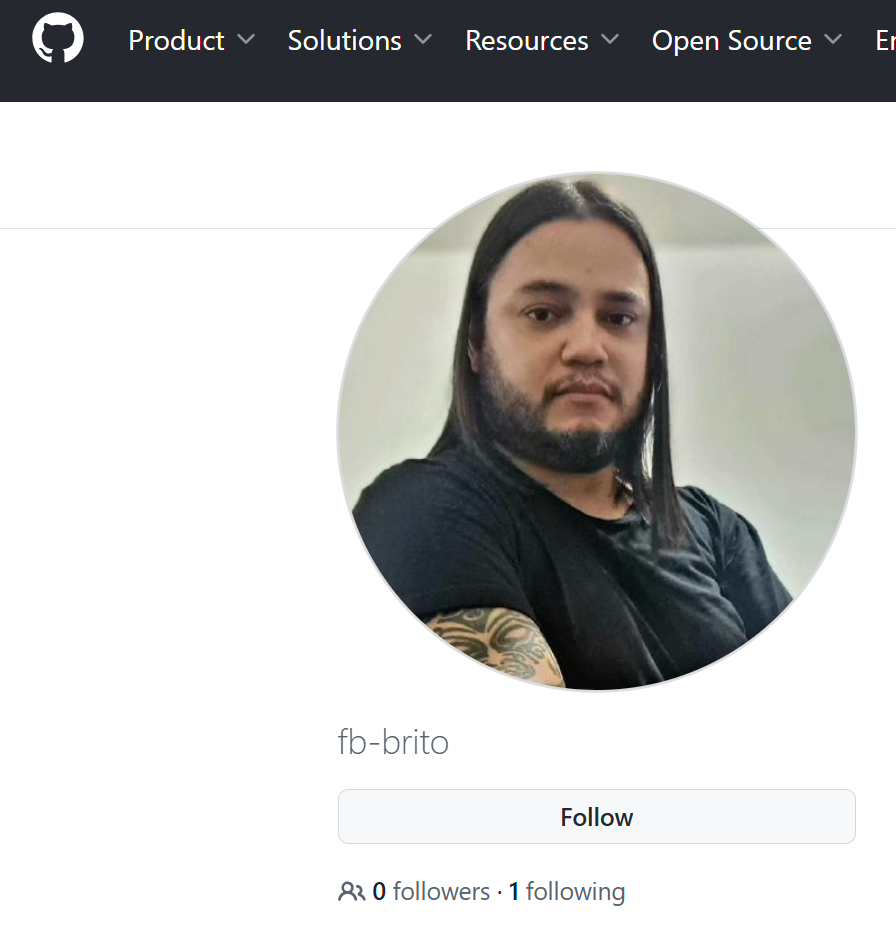 Product Solutions Resources Open Source
fb-brito
Follow
0 followers · 1 following